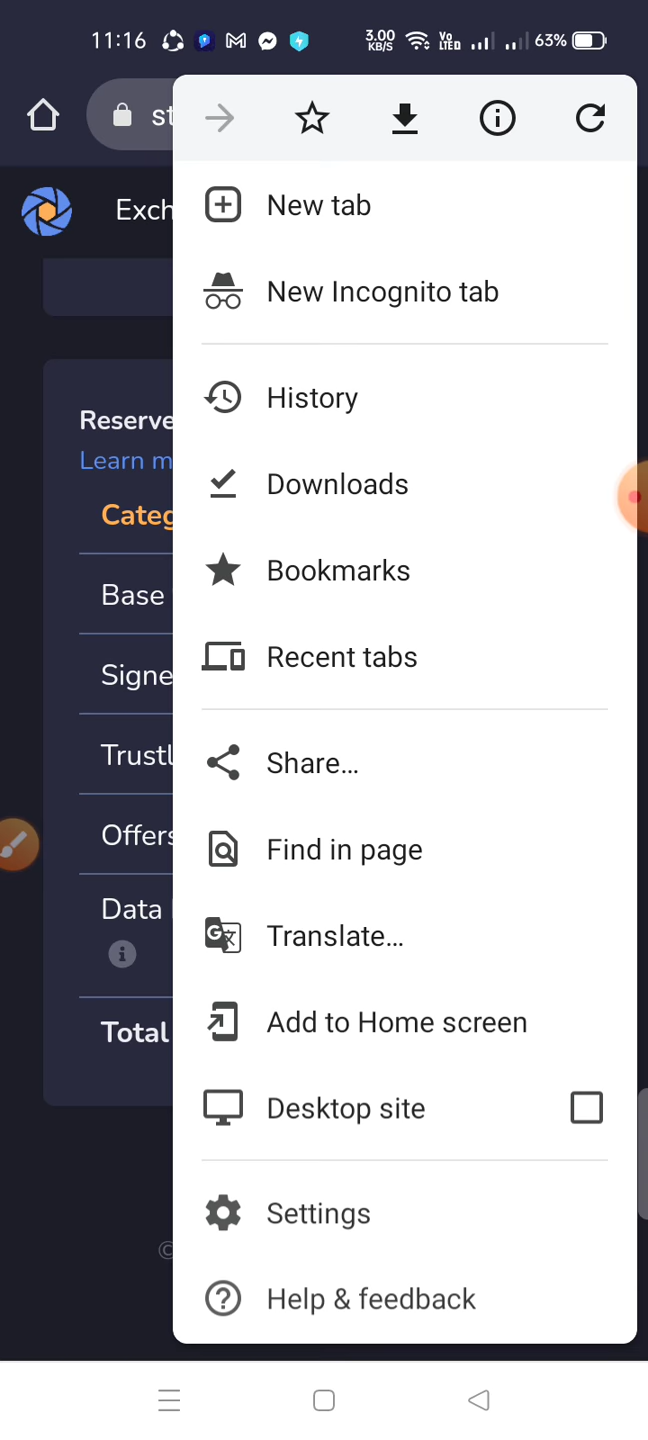 11:16 3.00 KB/S Vo LTED 63%
st
Exch
New tab
New Incognito tab
History
Reserve
Learn m
Downloads
Categ
Bookmarks
Base
Recent tabs
Signe
Trustl
Share...
Offers
Find in page
Data
Translate...
Total
Add to Home screen
Desktop site
Settings
©
Help & feedback